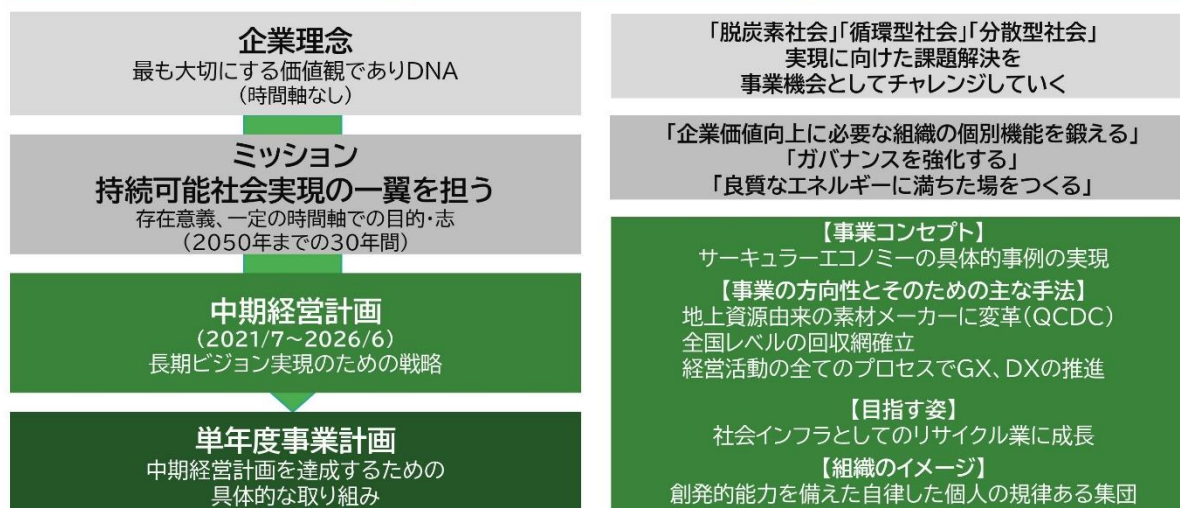 企業理念
最も大切にする価値観でありDNA
(時間軸なし)
ミッション
持続可能社会実現の一翼を担う
存在意義、一定の時間軸での目的・志
(2050年までの30年間)
中期経営計画
(2021/7~2026/6)
長期ビジョン実現のための戦略
単年度事業計画
中期経営計画を達成するための
具体的な取り組み
「脱炭素社会」「循環型社会」「分散型社会」
実現に向けた課題解決を
事業機会としてチャレンジしていく
「企業価値向上に必要な組織の個別機能を鍛える」
「ガバナンスを強化する」
「良質なエネルギーに満ちた場をつくる」
【事業コンセプト】
サーキュラーエコノミーの具体的事例の実現
【事業の方向性とそのための主な手法】
地上資源由来の素材メーカーに変革(QCDC)
全国レベルの回収網確立
経営活動の全てのプロセスでGX、DXの推進
【目指す姿】
社会インフラとしてのリサイクル業に成長
【組織のイメージ】
創発的能力を備えた自律した個人の規律ある集団